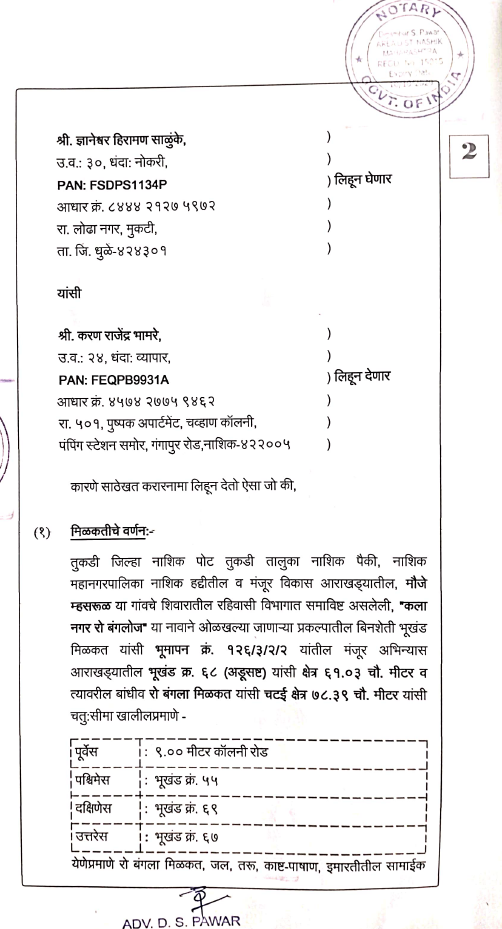 NOTARY
GOVT. OF INDIA
2
श्री. ज्ञानेश्वर हिरामण साळुंके, )
उ.व.: ३०, धंदा: नोकरी, )
PAN: FSDPS1134P ) लिहून घेणार
आधार क्रं. ८४४४ २१२७ ५९७२ )
रा. लोढा नगर, मुकटी, )
ता. जि. धुळे-४२४३०१ )
यांसी
श्री. करण राजेंद्र भामरे, )
उ.व.: २४, धंदा: व्यापार, )
PAN: FEQPB9931A ) लिहून देणार
आधार क्रं. ४५७४ २७७५ ९४६२ )
रा. ५०१, पुष्पक अपार्टमेंट, चव्हाण कॉलनी, )
पंपिंग स्टेशन समोर, गंगापुर रोड,नाशिक-४२२००५ )
कारणे साठेखत करारनामा लिहून देतो ऐसा जो की,
(१) मिळकतीचे वर्णन:-
तुकडी जिल्हा नाशिक पोट तुकडी तालुका नाशिक पैकी, नाशिक
महानगरपालिका नाशिक हद्दीतील व मंजूर विकास आराखड्यातील, मौजे
म्हसरूळ या गांवचे शिवारातील रहिवासी विभागात समाविष्ट असलेली, "कला
नगर रो बंगलोज" या नावाने ओळखल्या जाणाऱ्या प्रकल्पातील बिनशेती भूखंड
मिळकत यांसी भूमापन क्रं. १२६/३/२/२ यांतील मंजूर अभिन्यास
आराखड्यातील भूखंड क्र. ६८ (अडूसष्ट) यांसी क्षेत्र ६१.०३ चौ. मीटर व
त्यावरील बांधीव रो बंगला मिळकत यांसी चटई क्षेत्र ७८.३९ चौ. मीटर यांसी
चतु:सीमा खालीलप्रमाणे -
पूर्वेस : ९.०० मीटर कॉलनी रोड
पश्चिमेस : भूखंड क्रं. ५५
दक्षिणेस : भूखंड क्रं. ६९
उत्तरेस : भूखंड क्रं. ६७
येणेप्रमाणे रो बंगला मिळकत, जल, तरू, काष्ट-पाषाण, इमारतीतील सामाईक
ADV. D. S. PAWAR